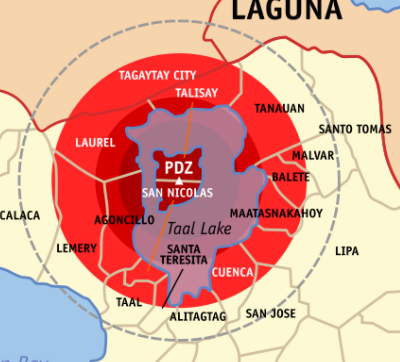 LAGUNA
TAGAYTAY CITY
TALISAY
TANAUAN
SANTO TOMAS
LAUREL
MALVAR
PDZ
BALETE
SAN NICOLAS
CALACA
AGONCILLO
MAATASNAKAHOY
Taal Lake
LEMERY
SANTA
TERESITA
LIPA
CUENCA
TAAL
ALITAGTAG
SAN JOSE
Bay